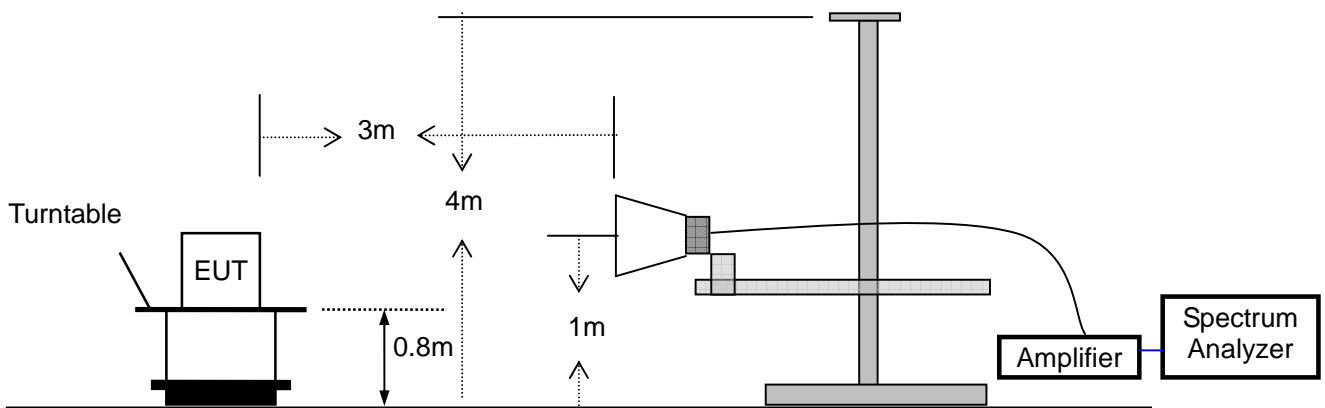 3m
4m
Turntable
EUT
0.8m
1m
Amplifier
Spectrum
Analyzer